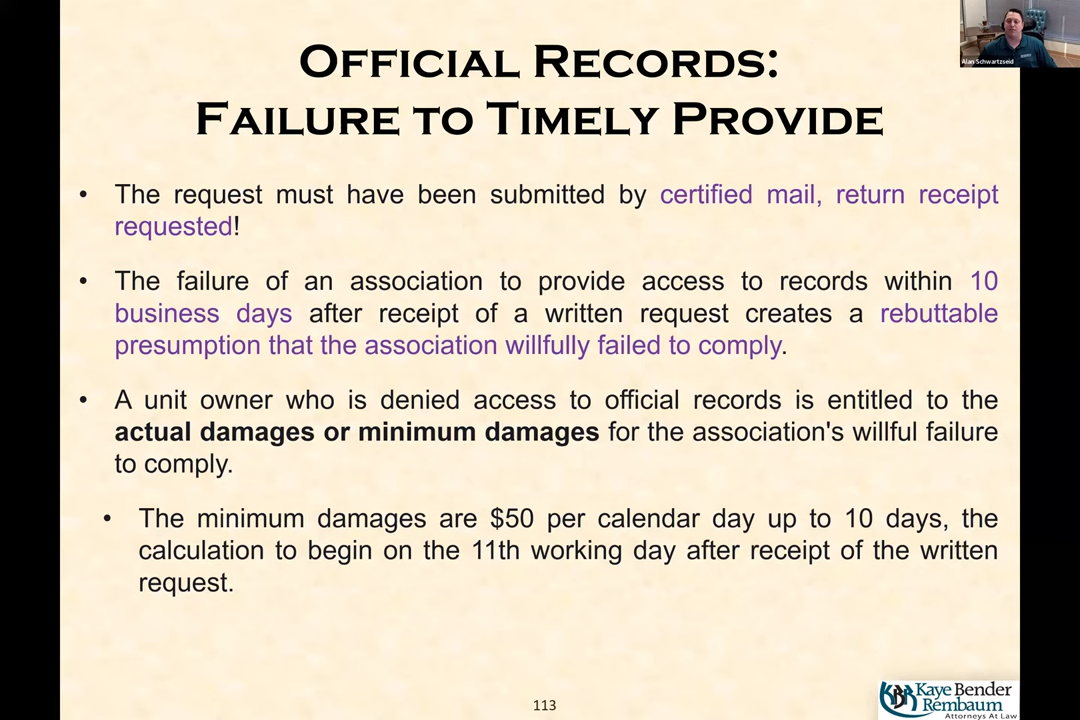 Alan Schwartzseid
Official Records:
Failure to Timely Provide
• The request must have been submitted by certified mail, return receipt
requested!
• The failure of an association to provide access to records within 10
business days after receipt of a written request creates a rebuttable
presumption that the association willfully failed to comply.
• A unit owner who is denied access to official records is entitled to the
actual damages or minimum damages for the association's willful failure
to comply.
• The minimum damages are $50 per calendar day up to 10 days, the
calculation to begin on the 11th working day after receipt of the written
request.
113
KBR Kaye Bender
Rembaum
Attorneys At Law